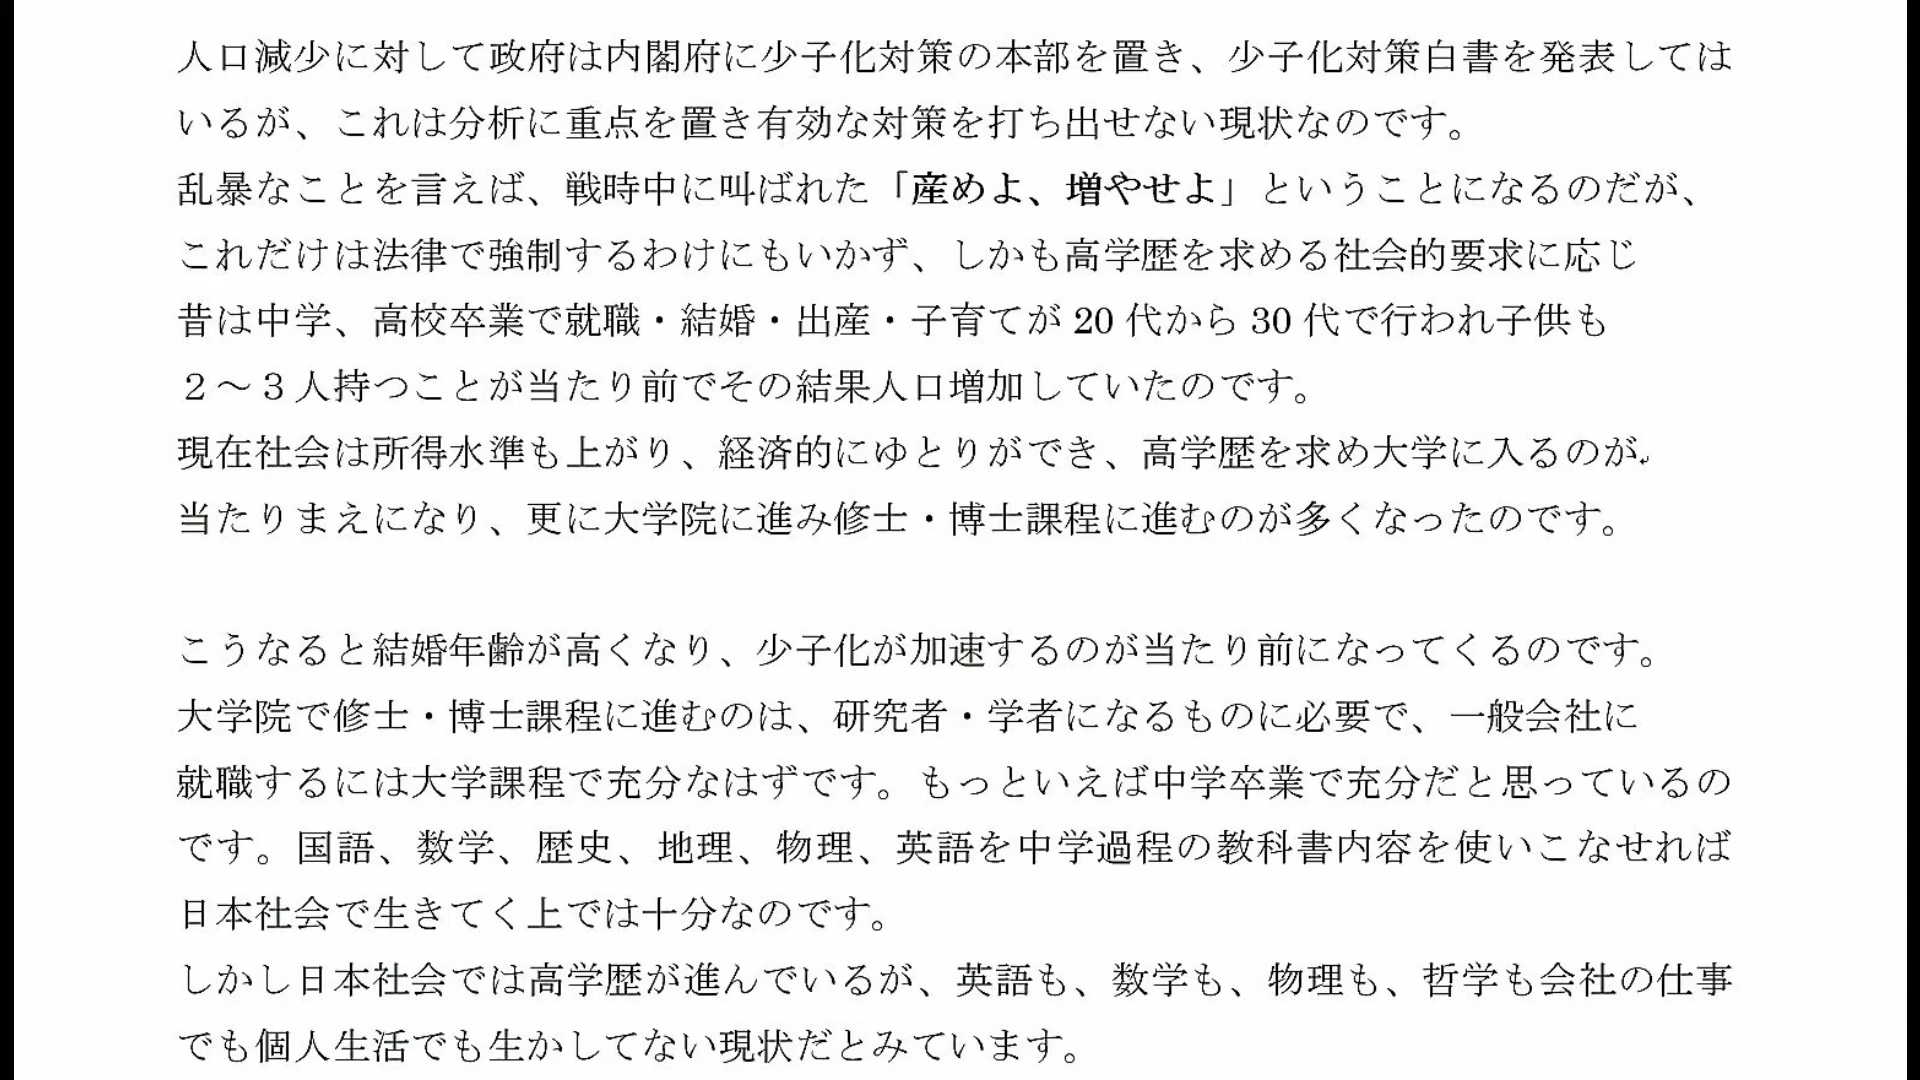 人口減少に対して政府は内閣府に少子化対策の本部を置き、少子化対策白書を発表しては
いるが、これは分析に重点を置き有効な対策を打ち出せない現状なのです。
乱暴なことを言えば、戦時中に叫ばれた「産めよ、増やせよ」ということになるのだが、
これだけは法律で強制するわけにもいかず、しかも高学歴を求める社会的要求に応じ
昔は中学、高校卒業で就職・結婚・出産・子育てが 20 代から 30 代で行われ子供も
２～３人持つことが当たり前でその結果人口増加していたのです。
現在社会は所得水準も上がり、経済的にゆとりができ、高学歴を求め大学に入るのが
当たりまえになり、更に大学院に進み修士・博士課程に進むのが多くなったのです。
こうなると結婚年齢が高くなり、少子化が加速するのが当たり前になってくるのです。
大学院で修士・博士課程に進むのは、研究者・学者になるものに必要で、一般会社に
就職するには大学課程で充分なはずです。もっといえば中学卒業で充分だと思っているの
です。国語、数学、歴史、地理、物理、英語を中学過程の教科書内容を使いこなせれば
日本社会で生きてく上では十分なのです。
しかし日本社会では高学歴が進んでいるが、英語も、数学も、物理も、哲学も会社の仕事
でも個人生活でも生かしてない現状だとみています。